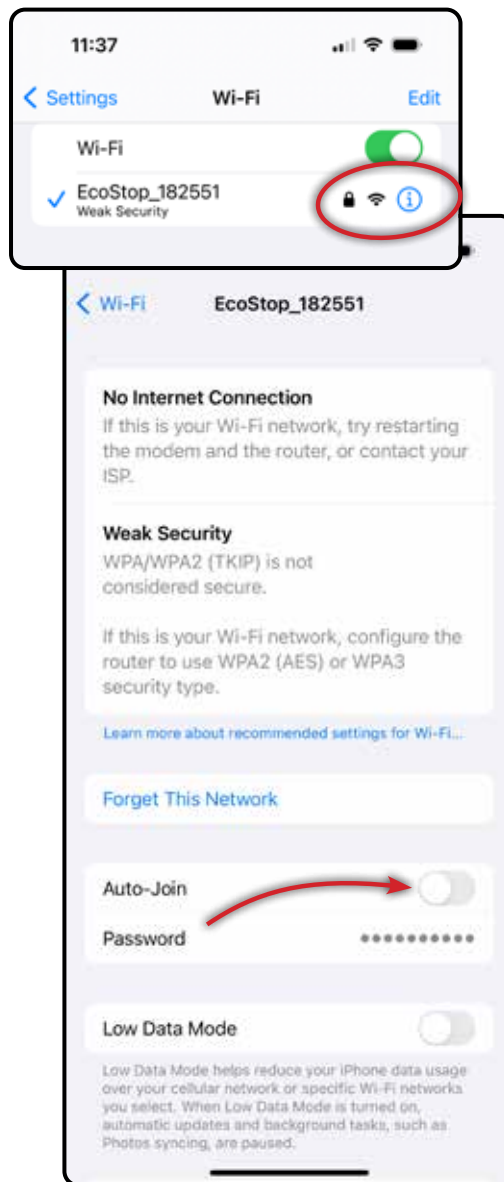 11:37
Settings Wi-Fi Edit
Wi-Fi
EcoStop_182551
Weak Security
Wi-Fi EcoStop_182551
No Internet Connection
If this is your Wi-Fi network, try restarting
the modem and the router, or contact your
ISP.
Weak Security
WPA/WPA2 (TKIP) is not
considered secure.
If this is your Wi-Fi network, configure the
router to use WPA2 (AES) or WPA3
security type.
Learn more about recommended settings for Wi-Fi...
Forget This Network
Auto-Join
Password ••••••••••
Low Data Mode
Low Data Mode helps reduce your iPhone data usage
over your cellular network or specific Wi-Fi networks
you select. When Low Data Mode is turned on,
automatic updates and background tasks, such as
Photos syncing, are paused.